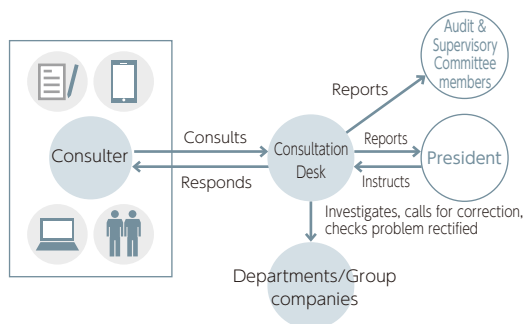 Audit &
Supervisory
Committee
members
Reports
Consults
Reports
Consulter
Consultation
Desk
President
Responds
Instructs
Investigates, calls for correction,
checks problem rectified
Departments/Group
companies